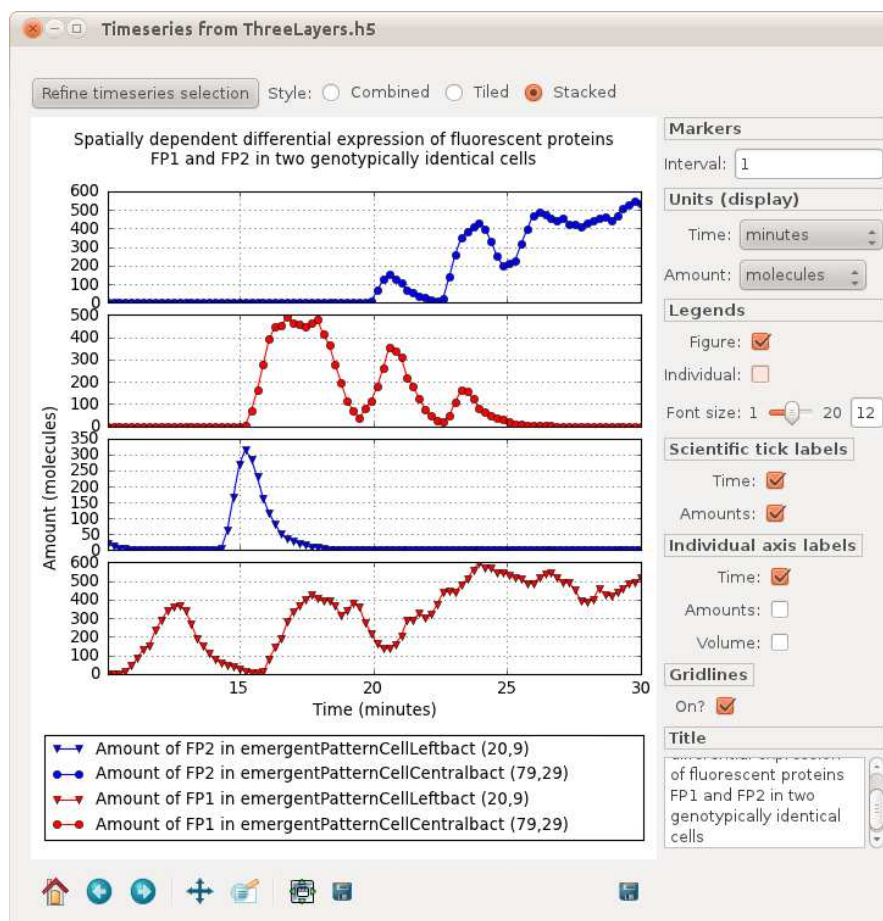 Timeseries from ThreeLayers.h5
Refine timeseries selection Style: Combined Tiled Stacked
Spatially dependent differential expression of fluorescent proteins
FP1 and FP2 in two genotypically identical cells
600
500
400
300
200
100
0
500
400
300
200
100
0
350
300
250
200
150
100
50
0
600
500
400
300
200
100
0
Amount (molecules)
15 20 25 30
Time (minutes)
Amount of FP2 in emergentPatternCellLeftbact (20,9)
Amount of FP2 in emergentPatternCellCentralbact (79,29)
Amount of FP1 in emergentPatternCellLeftbact (20,9)
Amount of FP1 in emergentPatternCellCentralbact (79,29)
Markers
Interval: 1
Units (display)
Time: minutes
Amount: molecules
Legends
Figure:
Individual:
Font size: 1 20 12
Scientific tick labels
Time:
Amounts:
Individual axis labels
Time:
Amounts:
Volume:
Gridlines
On?
Title
differential expression
of fluorescent proteins
FP1 and FP2 in two
genotypically identical
cells